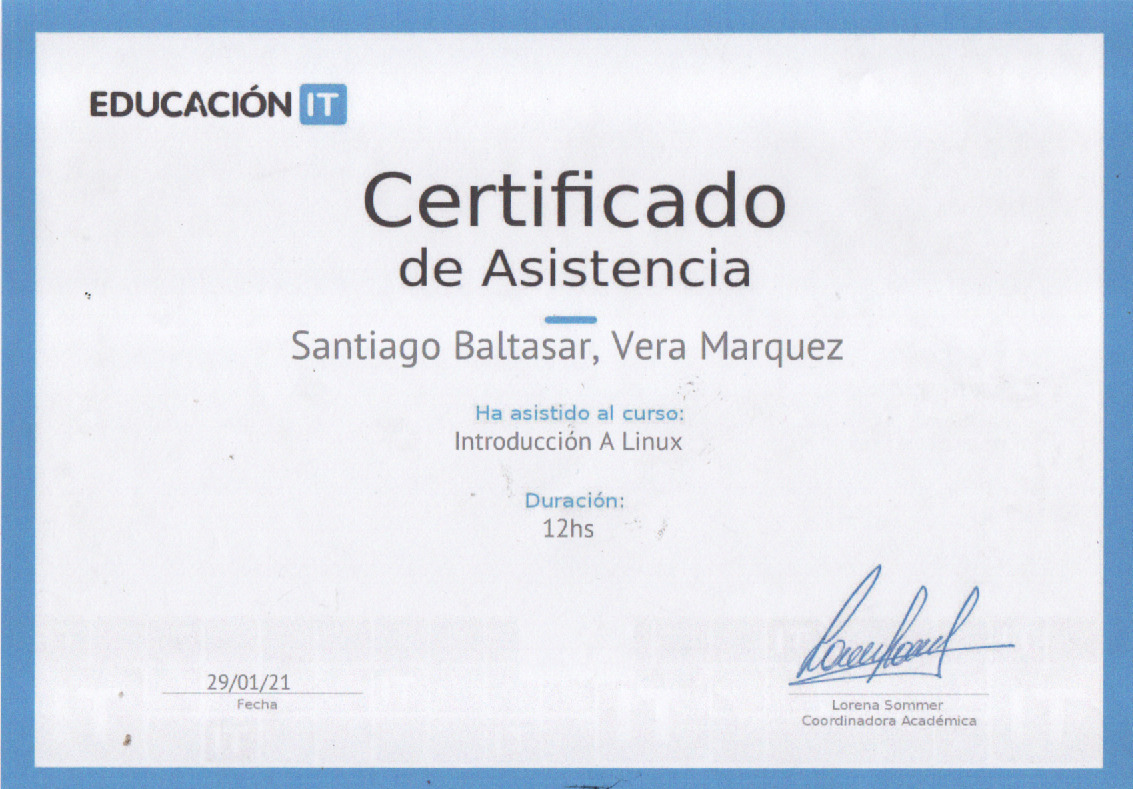 EDUCACIÓN IT
Certificado
de Asistencia
Santiago Baltasar, Vera Marquez
Ha asistido al curso:
Introducción A Linux
Duración:
12hs
29/01/21
Fecha
Lorena Sommer
Coordinadora Académica